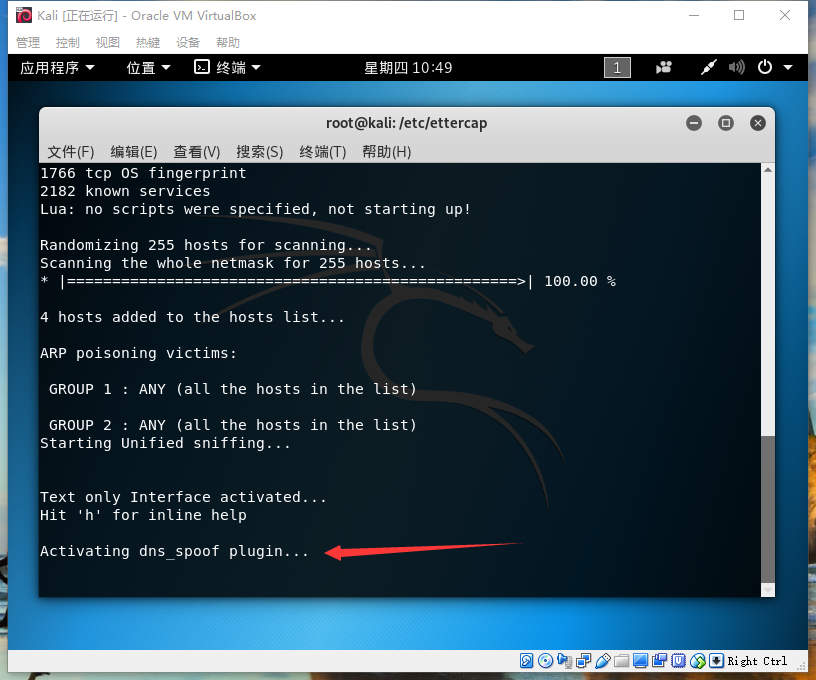 Kali [正在运行] - Oracle VM VirtualBox
管理 控制 视图 热键 设备 帮助
应用程序 位置 终端 星期四 10:49 1
root@kali: /etc/ettercap
文件(F) 编辑(E) 查看(V) 搜索(S) 终端(T) 帮助(H)
1766 tcp OS fingerprint
2182 known services
Lua: no scripts were specified, not starting up!
Randomizing 255 hosts for scanning...
Scanning the whole netmask for 255 hosts...
* |==================================================>| 100.00 %
4 hosts added to the hosts list...
ARP poisoning victims:
GROUP 1 : ANY (all the hosts in the list)
GROUP 2 : ANY (all the hosts in the list)
Starting Unified sniffing...
Text only Interface activated...
Hit 'h' for inline help
Activating dns_spoof plugin...
Right Ctrl